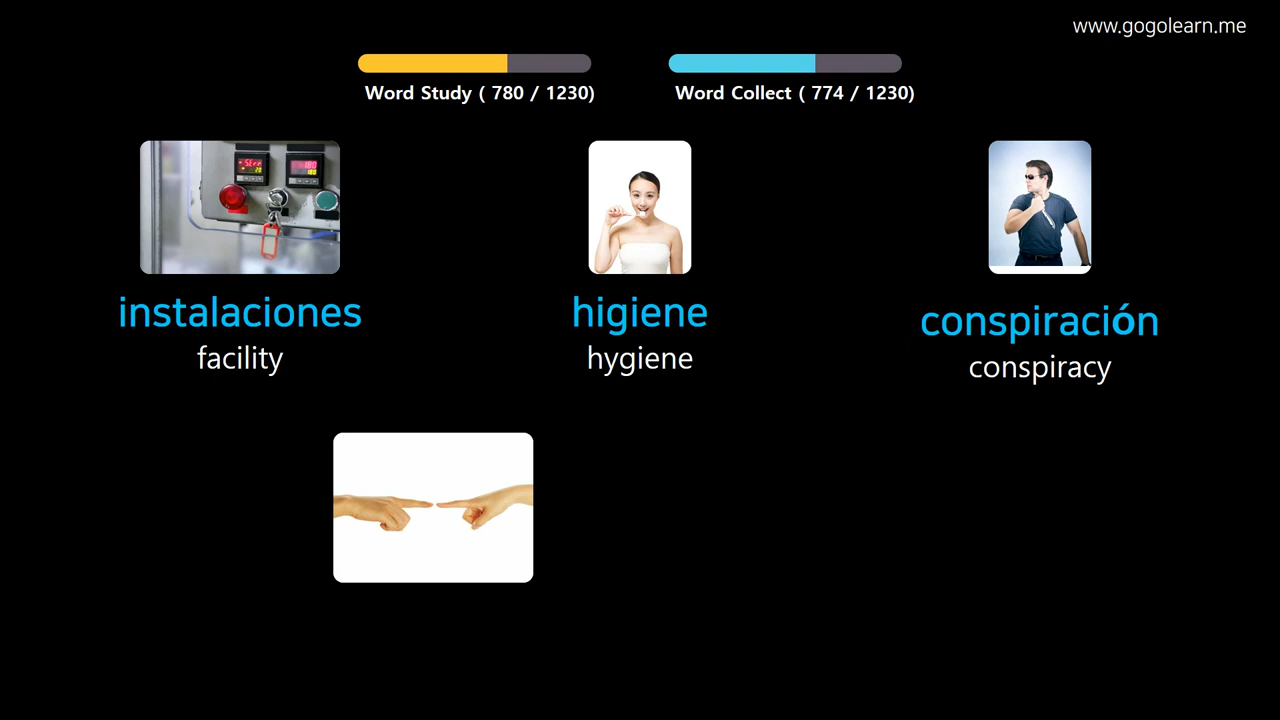 www.gogolearn.me
Word Study ( 780 / 1230)
Word Collect ( 774 / 1230)
instalaciones
facility
higiene
hygiene
conspiración
conspiracy